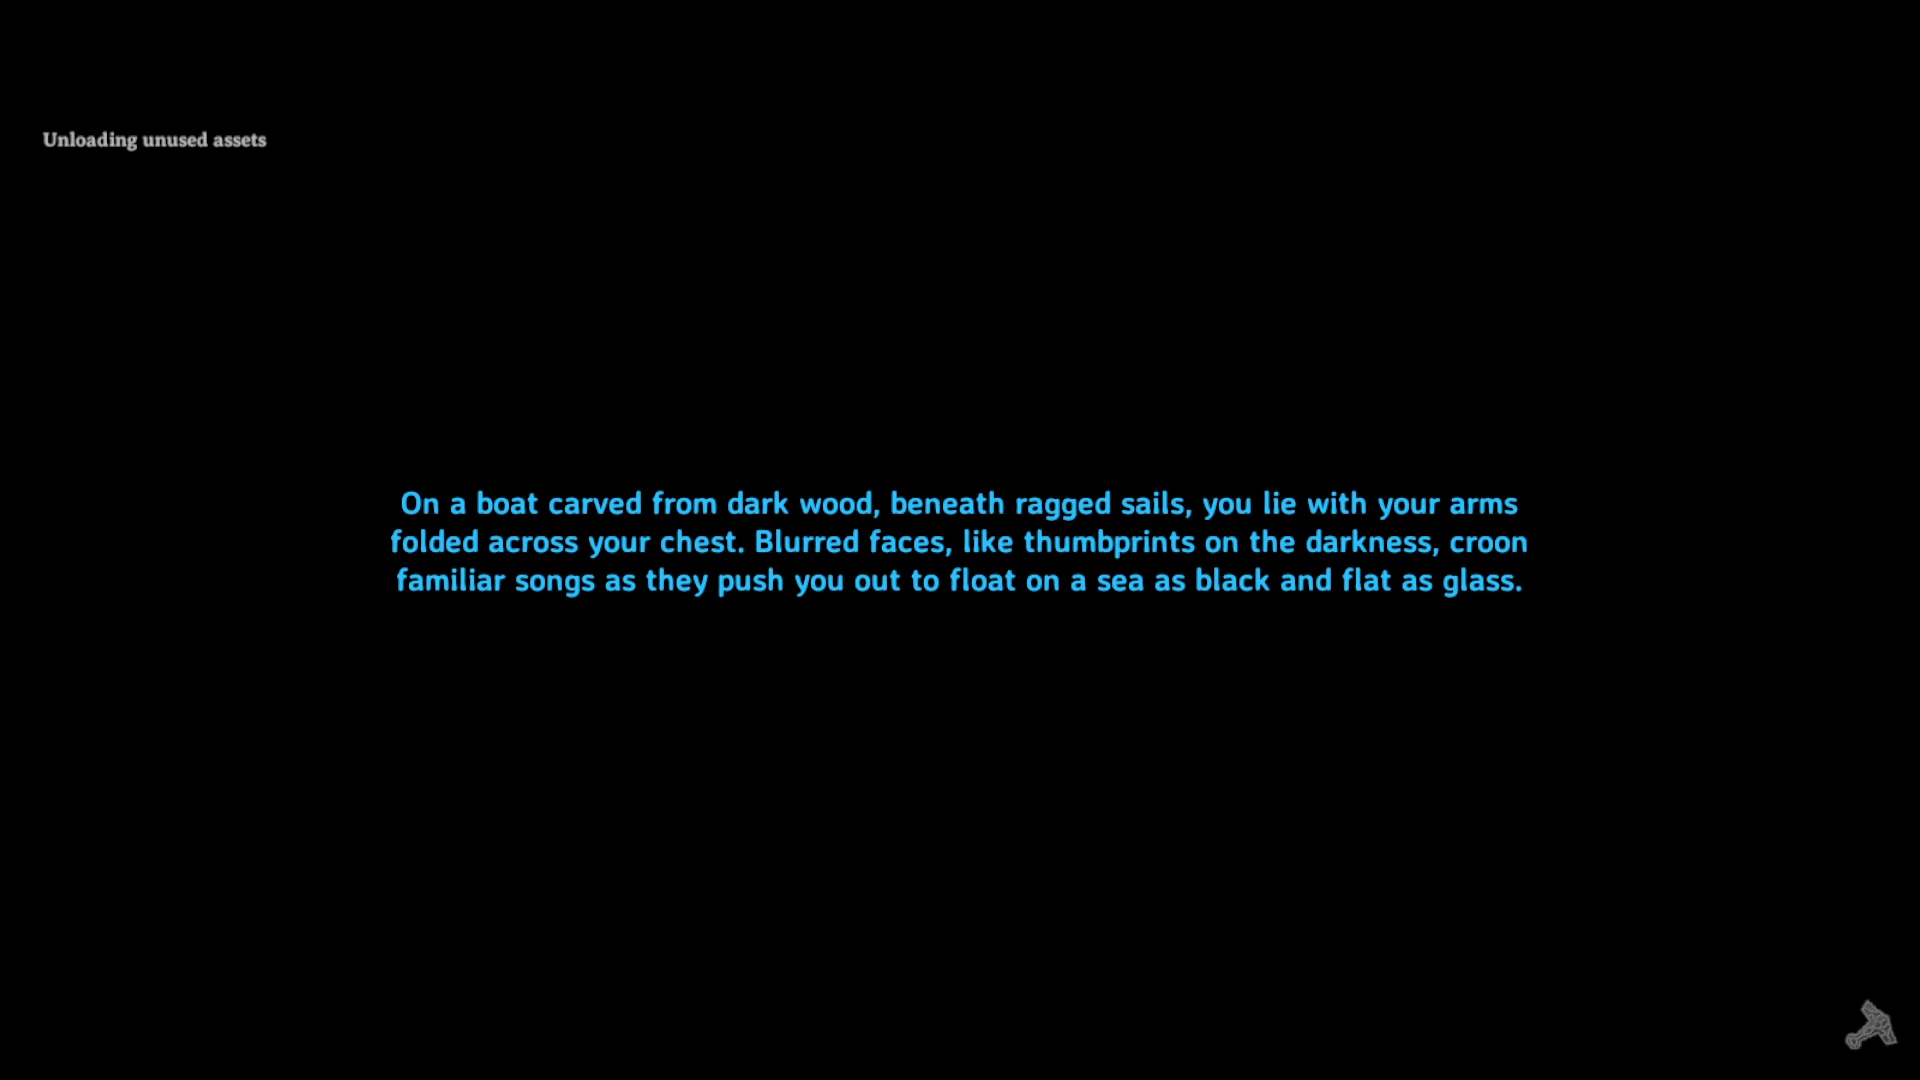 Unloading unused assets
On a boat carved from dark wood, beneath ragged sails, you lie with your arms
folded across your chest. Blurred faces, like thumbprints on the darkness, croon
familiar songs as they push you out to float on a sea as black and flat as glass.